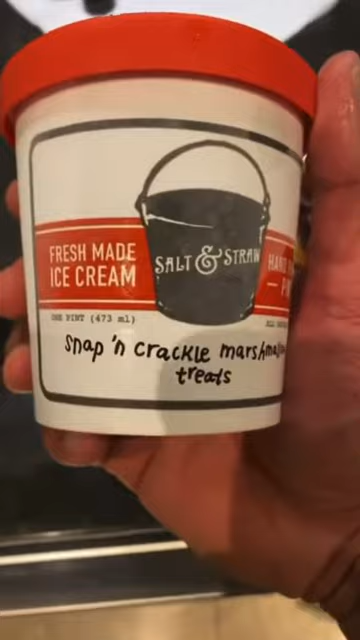 FRESH MADE
ICE CREAM
SALT & STRAW
ONE PINT (473 ml)
Snap 'n crackle
treats